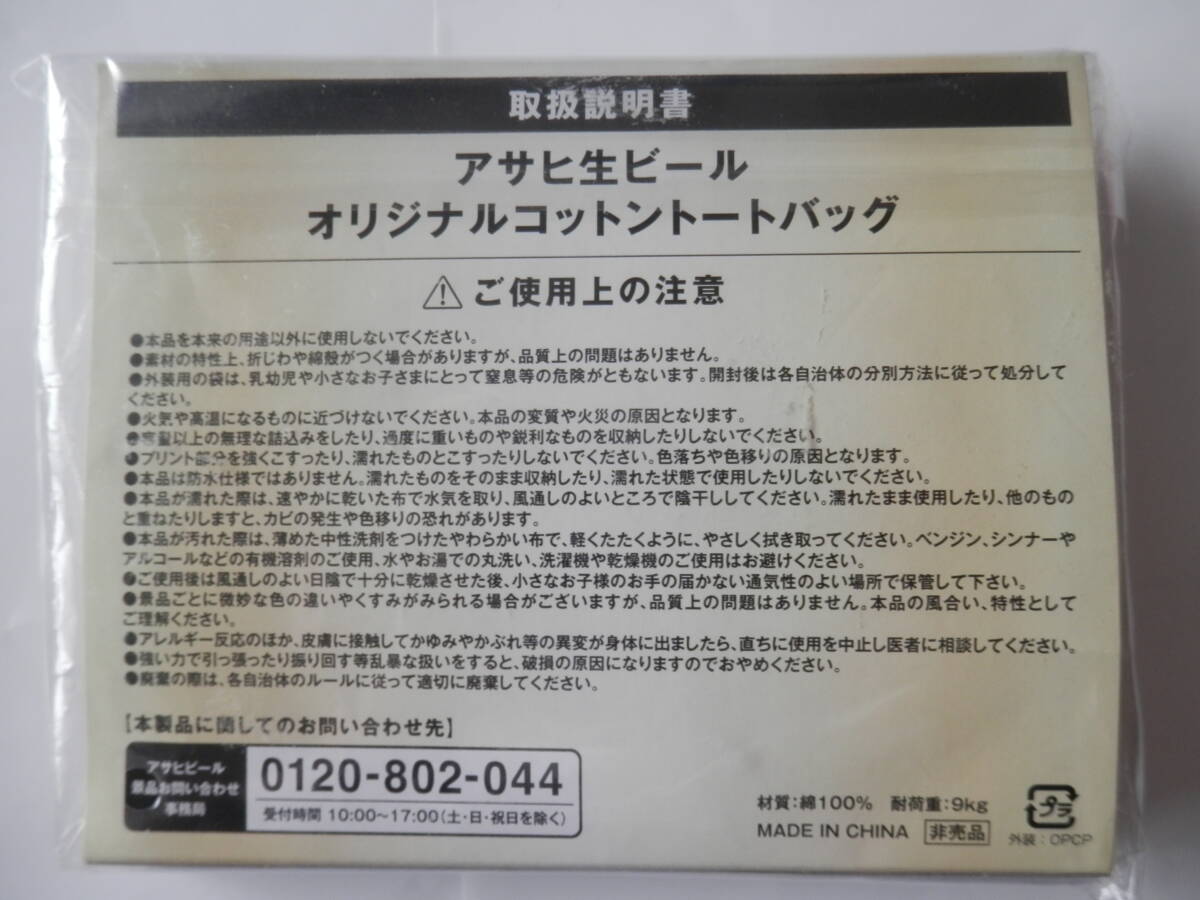 取扱説明書
アサヒ生ビール
オリジナルコットントートバッグ
ご使用上の注意
●本品を本来の用途以外に使用しないでください。
●素材の特性上、折じわや綿殻がつく場合がありますが、品質上の問題はありません。
●外装用の袋は、乳幼児や小さなお子さまにとって窒息等の危険がともないます。開封後は各自治体の分別方法に従って処分して
ください。
●火気や高温になるものに近づけないでください。本品の変質や火災の原因となります。
●容量以上の無理な詰込みをしたり、過度に重いものや鋭利なものを収納したりしないでください。
●プリント部分を強くこすったり、濡れたものとこすったりしないでください。色落ちや色移りの原因となります。
●本品は防水仕様ではありません。濡れたものをそのまま収納したり、濡れた状態で使用したりしないでください。
●本品が濡れた際は、速やかに乾いた布で水気を取り、風通しのよいところで陰干ししてください。濡れたまま使用したり、他のもの
と重ねたりしますと、カビの発生や色移りの恐れがあります。
●本品が汚れた際は、薄めた中性洗剤をつけたやわらかい布で、軽くたたくように、やさしく拭き取ってください。ベンジン、シンナーや
アルコールなどの有機溶剤のご使用、水やお湯での丸洗い、洗濯機や乾燥機のご使用はお避けください。
●ご使用後は風通しのよい日陰で十分に乾燥させた後、小さなお子様のお手の届かない通気性のよい場所で保管して下さい。
●景品ごとに微妙な色の違いやくすみがみられる場合がございますが、品質上の問題はありません。本品の風合い、特性として
ご理解ください。
●アレルギー反応のほか、皮膚に接触してかゆみやかぶれ等の異変が身体に出ましたら、直ちに使用を中止し医者に相談してください。
●強い力で引っ張ったり振り回す等乱暴な扱いをすると、破損の原因になりますのでおやめください。
●廃棄の際は、各自治体のルールに従って適切に廃棄してください。
【本製品に関してのお問い合わせ先】
アサヒビール
景品お問い合わせ
事務局
0120-802-044
受付時間 10:00〜17:00(土・日・祝日を除く)
材質:綿100% 耐荷重:9kg
MADE IN CHINA 非売品
プラ
外装:OPCP